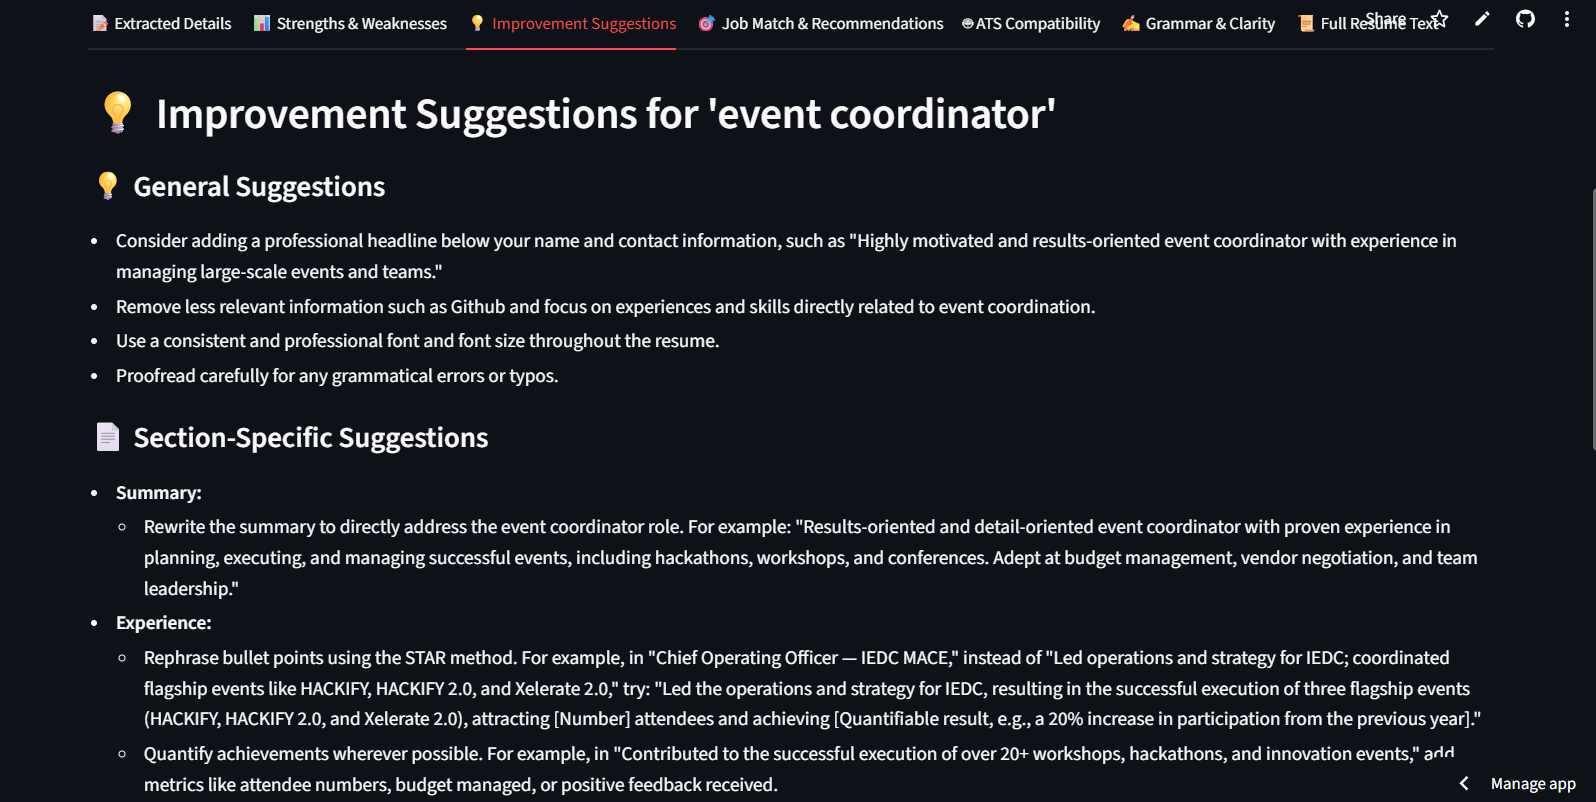 Extracted Details
Strengths & Weaknesses
Improvement Suggestions
Job Match & Recommendations
ATS Compatibility
Grammar & Clarity
Full Resume Text
Share
Improvement Suggestions for 'event coordinator'
General Suggestions
Consider adding a professional headline below your name and contact information, such as "Highly motivated and results-oriented event coordinator with experience in
managing large-scale events and teams."
Remove less relevant information such as Github and focus on experiences and skills directly related to event coordination.
Use a consistent and professional font and font size throughout the resume.
Proofread carefully for any grammatical errors or typos.
Section-Specific Suggestions
Summary:
Rewrite the summary to directly address the event coordinator role. For example: "Results-oriented and detail-oriented event coordinator with proven experience in
planning, executing, and managing successful events, including hackathons, workshops, and conferences. Adept at budget management, vendor negotiation, and team
leadership."
Experience:
Rephrase bullet points using the STAR method. For example, in "Chief Operating Officer — IEDC MACE," instead of "Led operations and strategy for IEDC; coordinated
flagship events like HACKIFY, HACKIFY 2.0, and Xelerate 2.0," try: "Led the operations and strategy for IEDC, resulting in the successful execution of three flagship events
(HACKIFY, HACKIFY 2.0, and Xelerate 2.0), attracting [Number] attendees and achieving [Quantifiable result, e.g., a 20% increase in participation from the previous year]."
Quantify achievements wherever possible. For example, in "Contributed to the successful execution of over 20+ workshops, hackathons, and innovation events," add
metrics like attendee numbers, budget managed, or positive feedback received.
Manage app